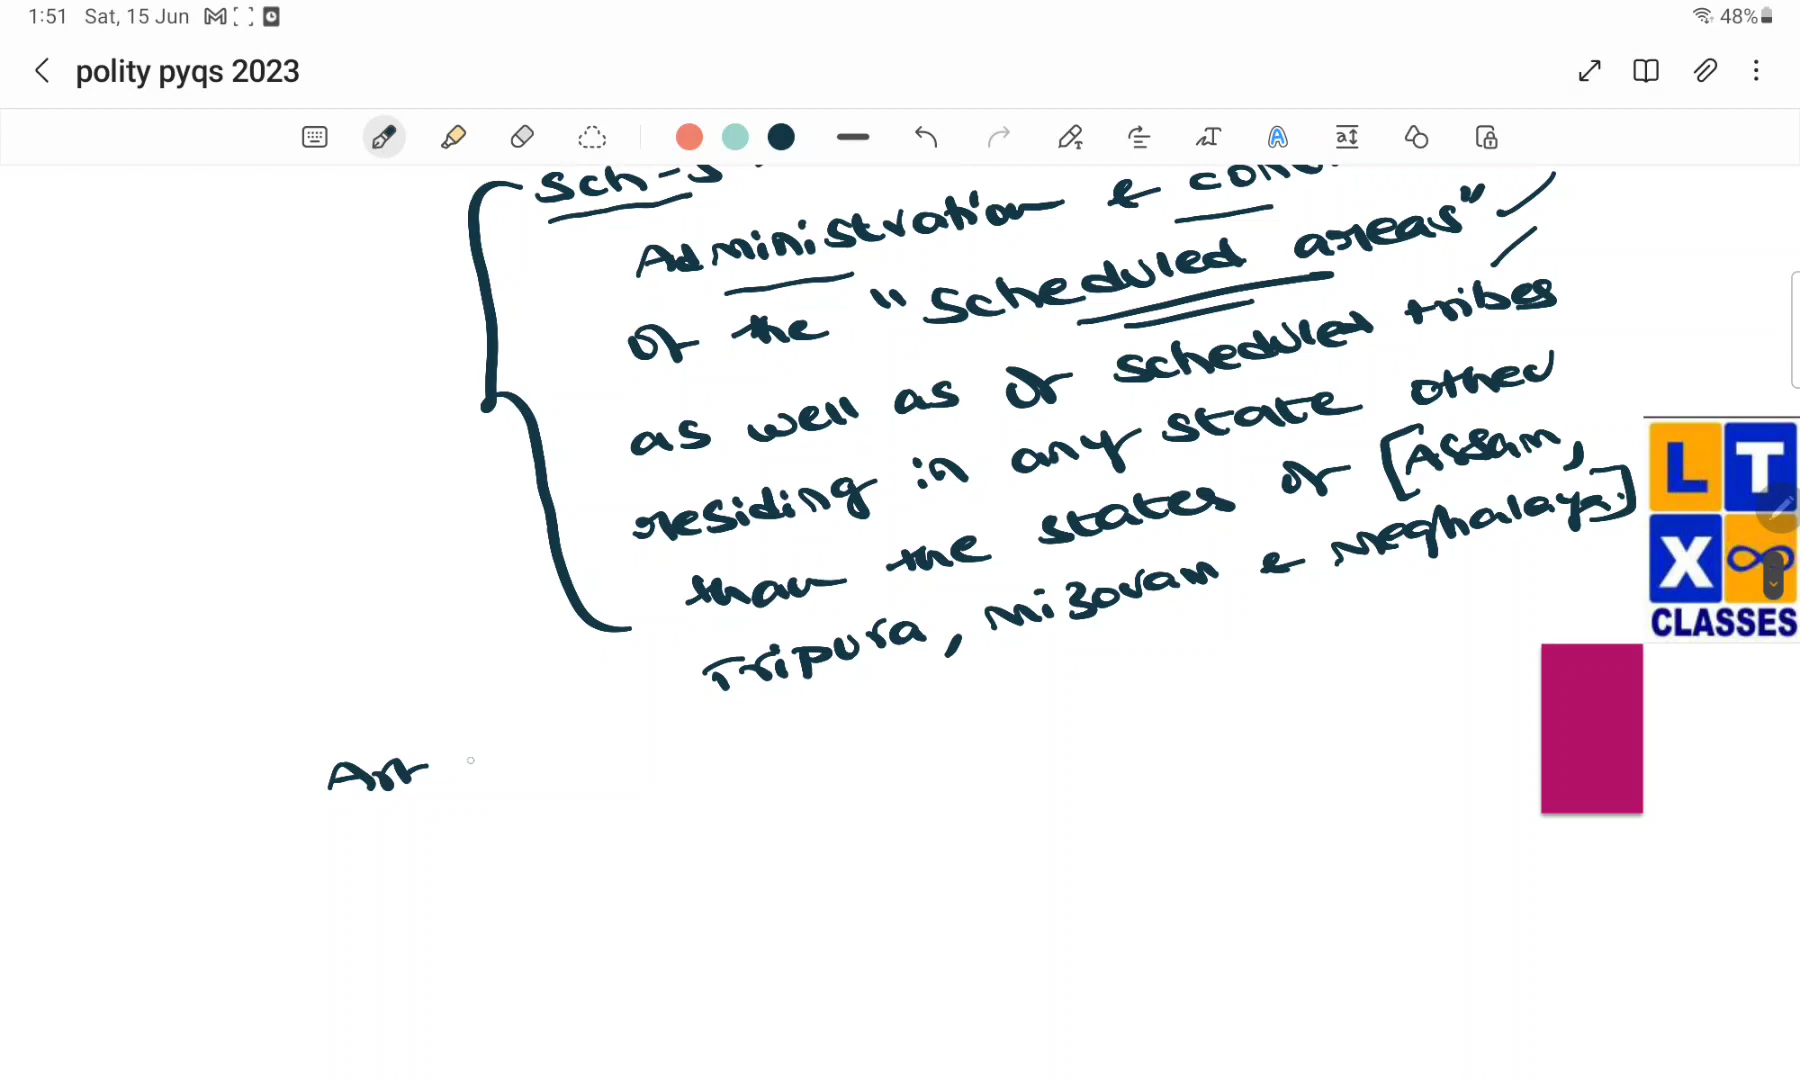 1:51 Sat, 15 Jun
48%
polity pyqs 2023
Sch-5
Administration &
of the "Scheduled areas"
as well as of scheduled tribes
residing in any state other
than the states of [Assam,
Tripura, Mizoram & Meghalaya.]
Art
L T
X
CLASSES